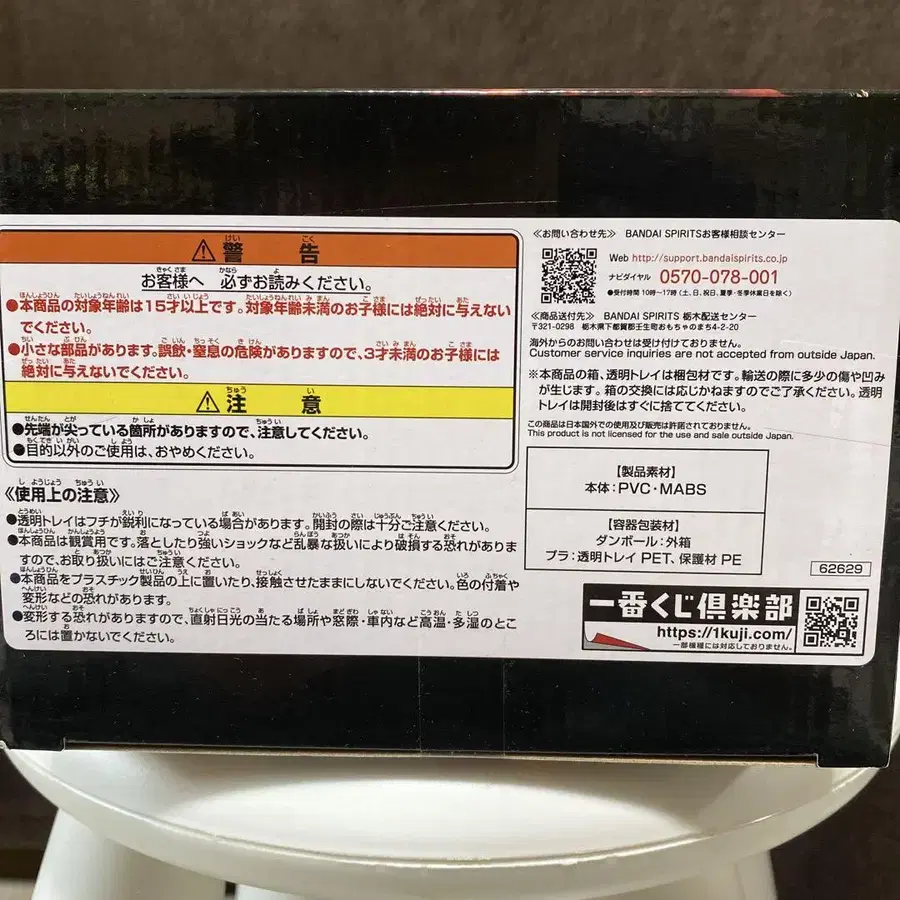 ⚠警告
お客様へ 必ずお読みください。
●本商品の対象年齢は15才以上です。対象年齢未満のお子様には絶対に与えない
でください。
●小さな部品があります。誤飲・窒息の危険がありますので、3才未満のお子様には
絶対に与えないでください。
⚠注意
●先端が尖っている箇所がありますので、注意してください。
●目的以外のご使用は、おやめください。
《使用上の注意》
●透明トレイはフチが鋭利になっている場合があります。開封の際は十分ご注意ください。
●本商品は観賞用です。落としたり強いショックなど乱暴な扱いにより破損する恐れがありま
すので、お取り扱いにはご注意ください。
●本商品をプラスチック製品の上に置いたり、接触させたままにしないでください。色の付着や
変形などの恐れがあります。
●変形する恐れがありますので、直射日光の当たる場所や窓際・車内など高温・多湿のとこ
ろには置かないでください。
≪お問い合わせ先≫ BANDAI SPIRITSお客様相談センター
Web http://support.bandaispirits.co.jp
ナビダイヤル 0570-078-001
●受付時間 10時〜17時(土、日、祝日、夏季・冬季休業日を除く)
≪商品送付先≫ BANDAI SPIRITS 栃木配送センター
〒321-0298 栃木県下都賀郡壬生町おもちゃのまち4-2-20
海外からのお問い合わせは受け付けておりません。
Customer service inquiries are not accepted from outside Japan.
※本商品の箱、透明トレイは梱包材です。輸送の際に多少の傷や凹み
が生じます。箱の交換には応じかねますのでご了承ください。透明
トレイは開封後はすぐに捨ててください。
この商品は日本国外での使用及び販売は許諾されておりません。
This product is not licensed for the use and sale outside Japan.
【製品素材】
本体:PVC・MABS
【容器包装材】
ダンボール:外箱
プラ:透明トレイ PET、保護材 PE
62629
一番くじ倶楽部
https://1kuji.com/
一部機種には対応しておりません。